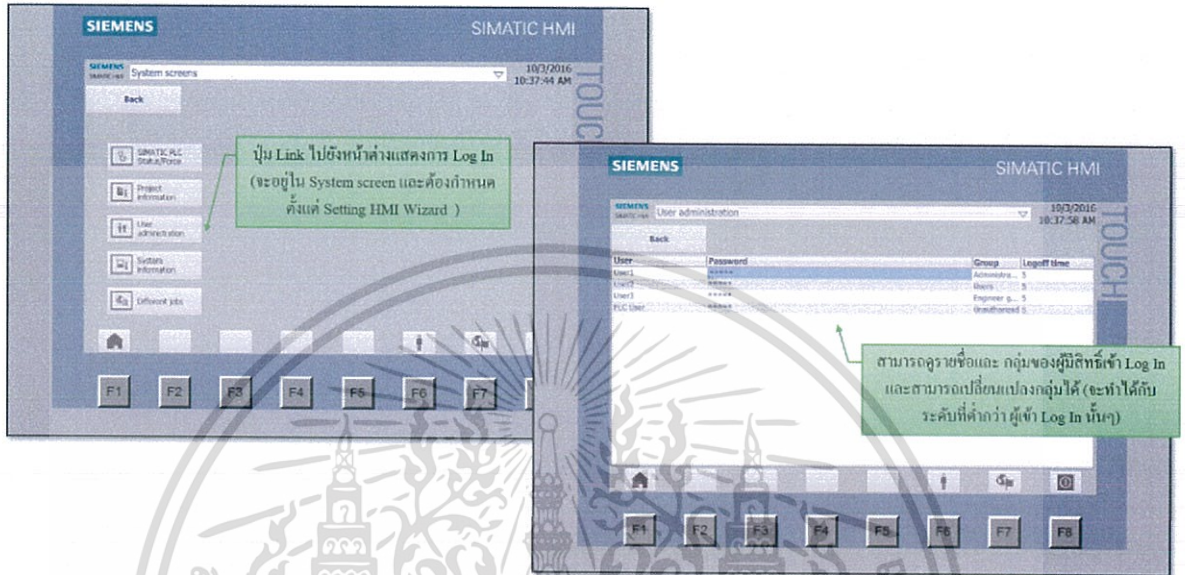 SIEMENS
SIMATIC HMI
SIEMENS
SIMATIC HMI
System screens
10/3/2016
10:37:44 AM
TOUC
Back
SIMATIC PLC
Status/Force
Project
information
User
administration
System
information
Different jobs
ปุ่ม Link ไปยังหน้าต่างแสดงการ Log In
(จะอยู่ใน System screen และต้องกำหนด
ตั้งแต่ Setting HMI Wizard )
F1 F2 F3 F4 F5 F6 F7
SIEMENS
SIMATIC HMI
SIEMENS
SIMATIC HMI
User administration
10/3/2016
10:37:58 AM
TOUCH
Back
User Password Group Logoff time
User1 ***** Administra... 5
User2 ***** Users 5
User3 ***** Engineer g... 5
PLC User ***** Unauthorized 5
สามารถดูรายชื่อและ กลุ่มของผู้มีสิทธิ์เข้า Log In
และสามารถเปลี่ยนแปลงกลุ่มได้ (จะทำได้กับ
ระดับที่ต่ำกว่า ผู้เข้า Log In นั้นๆ)
F1 F2 F3 F4 F5 F6 F7 F8